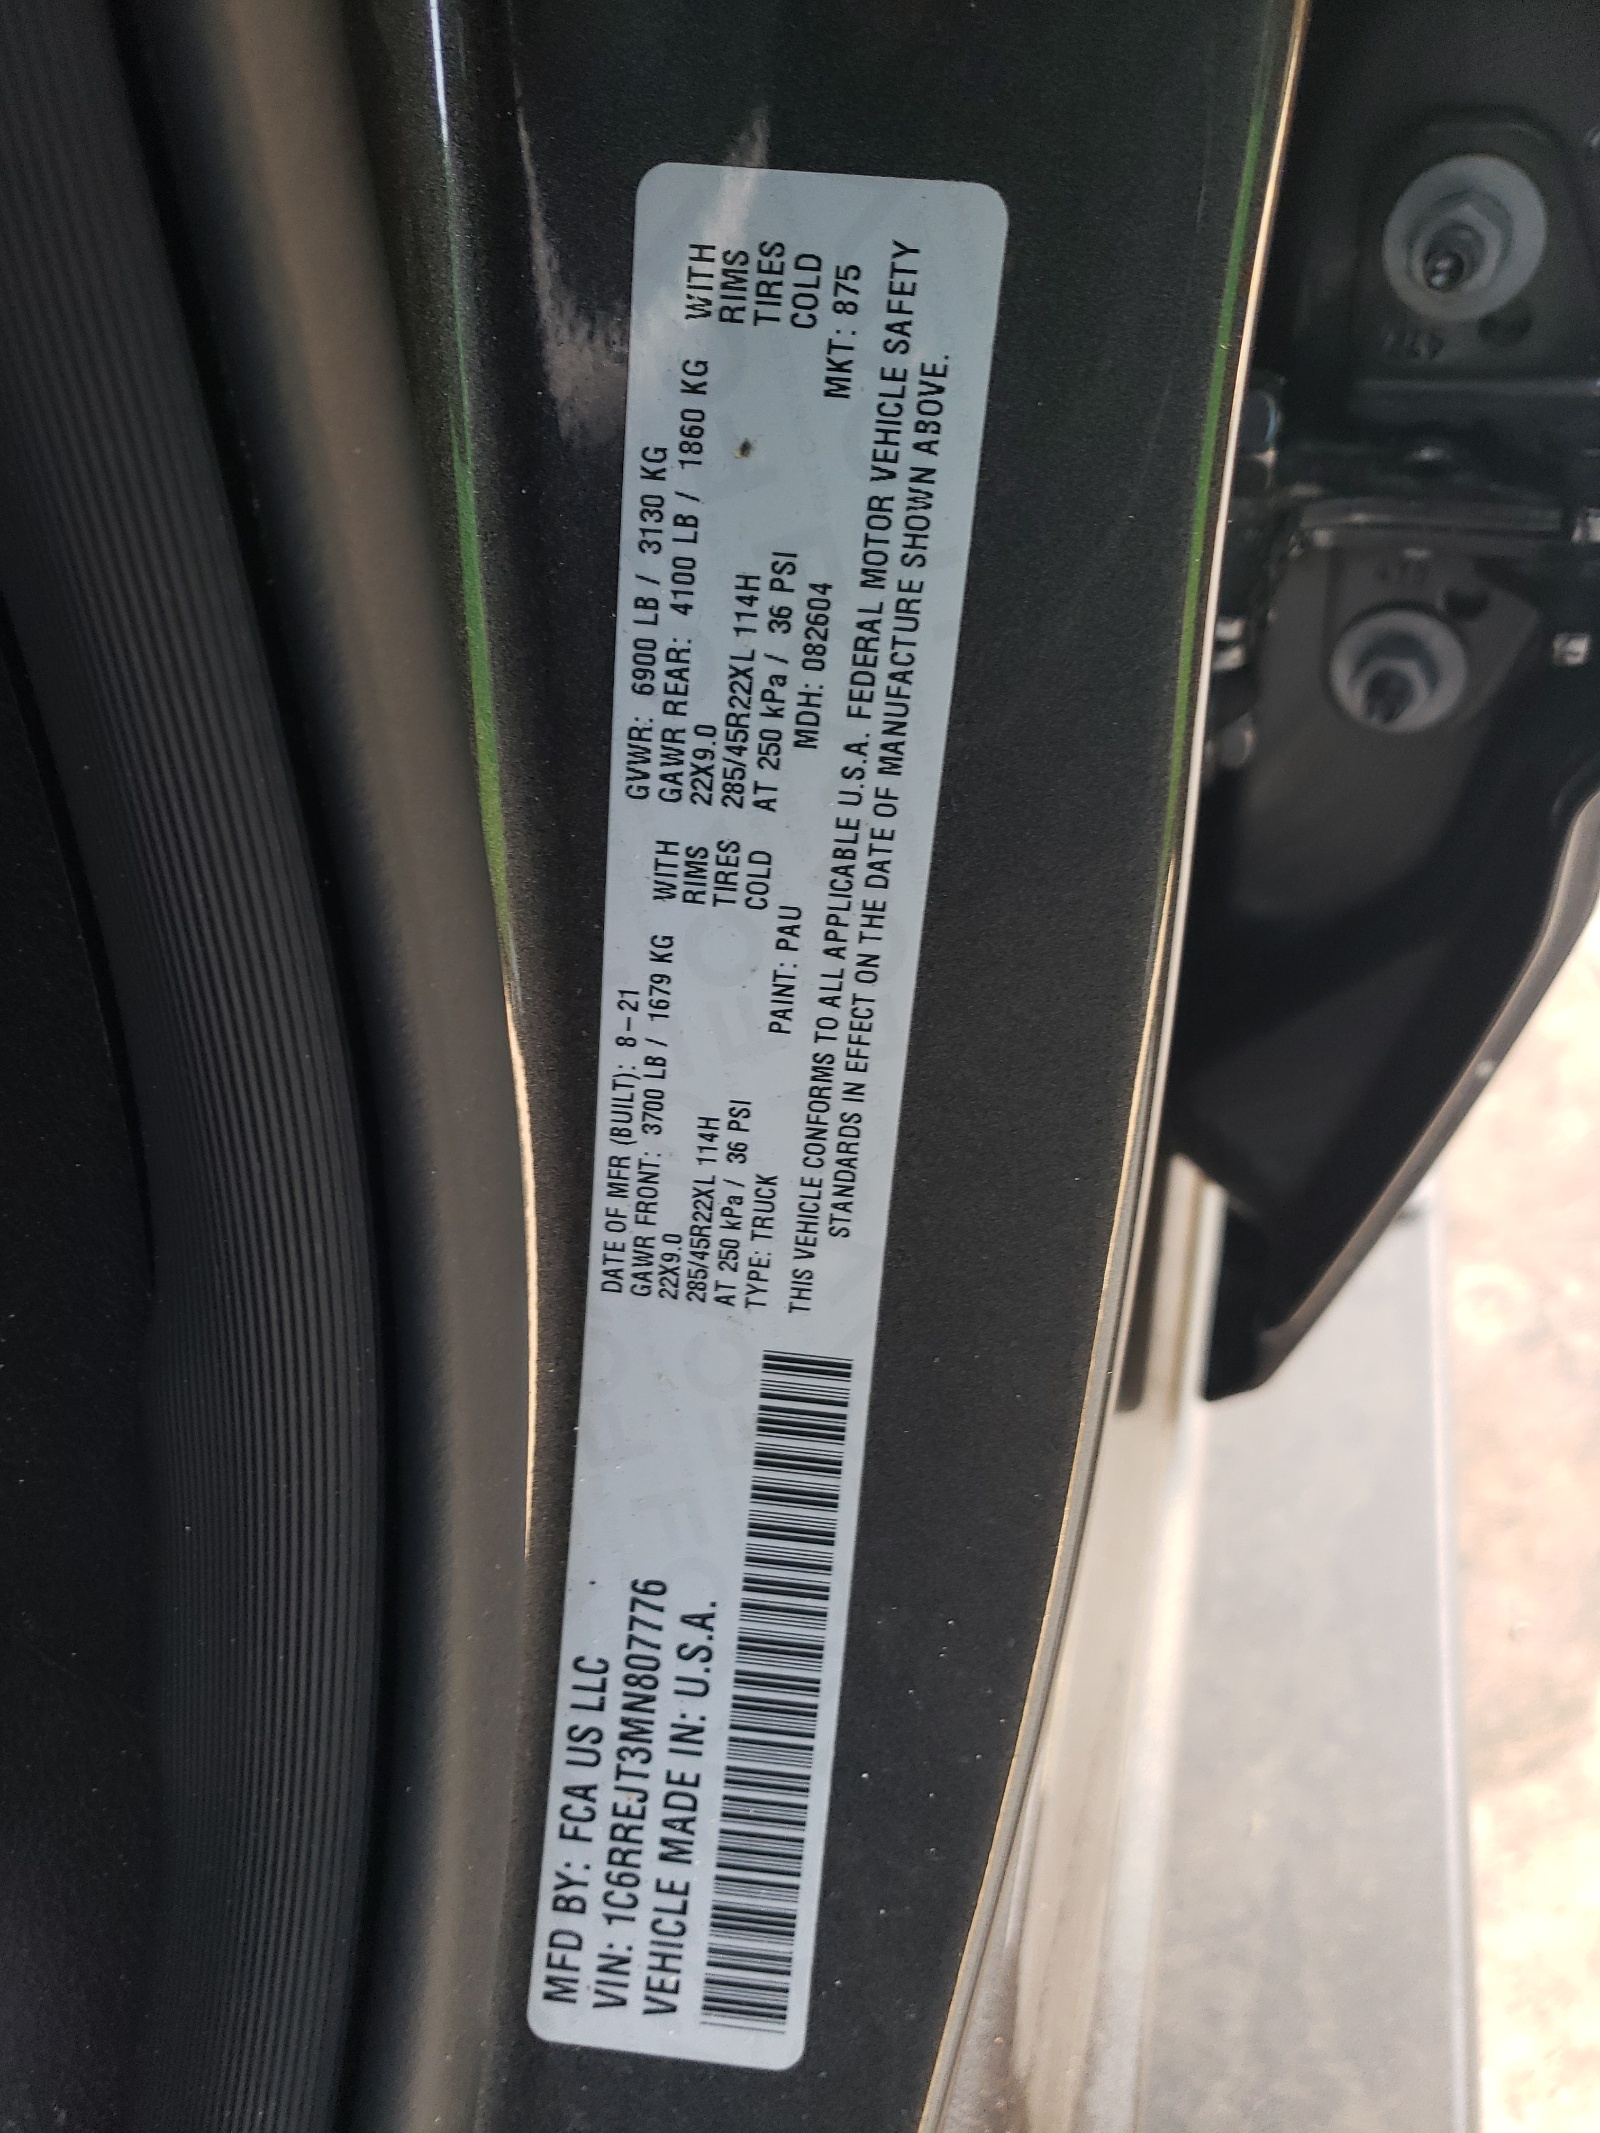 MFD BY: FCA US LLC
VIN: 1C6RREJT3MN807776
VEHICLE MADE IN: U.S.A.
DATE OF MFR (BUILT): 8-21 GVWR: 6900 LB / 3130 KG
GAWR FRONT: 3700 LB / 1679 KG WITH GAWR REAR: 4100 LB / 1860 KG WITH
22X9.0 RIMS 22X9.0 RIMS
285/45R22XL 114H TIRES 285/45R22XL 114H TIRES
AT 250 kPa / 36 PSI COLD AT 250 kPa / 36 PSI COLD
TYPE: TRUCK PAINT: PAU MDH: 082604 MKT: 875
THIS VEHICLE CONFORMS TO ALL APPLICABLE U.S.A. FEDERAL MOTOR VEHICLE SAFETY
STANDARDS IN EFFECT ON THE DATE OF MANUFACTURE SHOWN ABOVE.